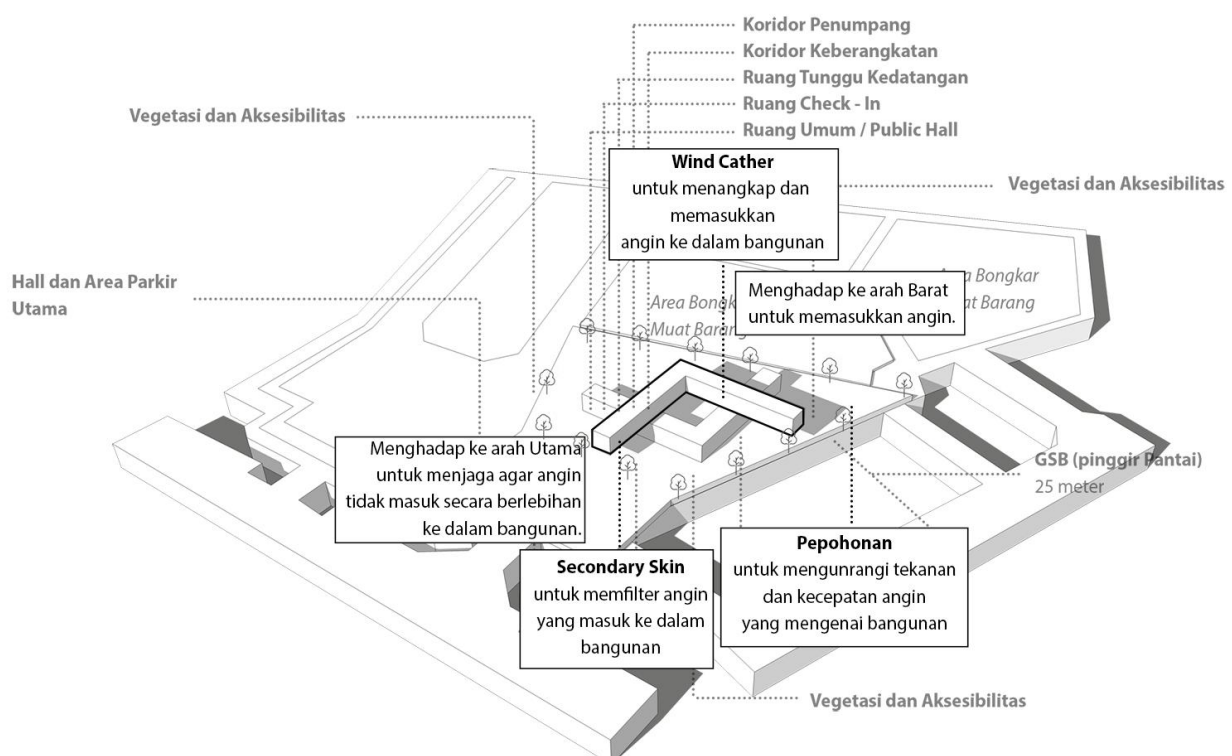 Koridor Penumpang
Koridor Keberangkatan
Ruang Tunggu Kedatangan
Ruang Check - In
Ruang Umum / Public Hall
Vegetasi dan Aksesibilitas
Wind Cather
untuk menangkap dan
memasukkan
angin ke dalam bangunan
Vegetasi dan Aksesibilitas
Hall dan Area Parkir
Utama
Menghadap ke arah Barat
untuk memasukkan angin.
Area
Muat
Bongkar
Barang
Menghadap ke arah Utama
untuk menjaga agar angin
tidak masuk secara berlebihan
ke dalam bangunan.
GSB (pinggir Pantai)
25 meter
Secondary Skin
untuk memfilter angin
yang masuk ke dalam
bangunan
Pepohonan
untuk mengunrangi tekanan
dan kecepatan angin
yang mengenai bangunan
Vegetasi dan Aksesibilitas